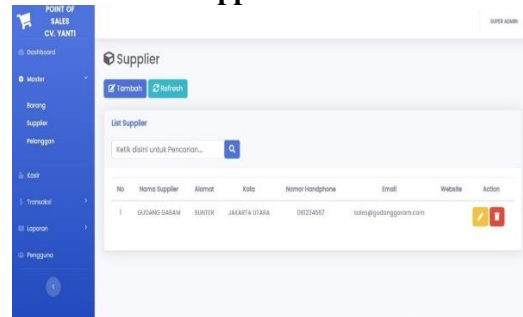 POINT OF
SALES
CV. YANTI
SUPER ADMIN
Dashboard
Master
Barang
Supplier
Pelanggan
Kasir
Transaksi
Laporan
Pengguna
Supplier
Tambah Refresh
List Supplier
Ketik disini untuk Pencarian...
No Nama Supplier Alamat Kota Nomor Handphone Email Website Action
1 GUDANG GARAM SUNTER JAKARTA UTARA sales@gudanggaram.com